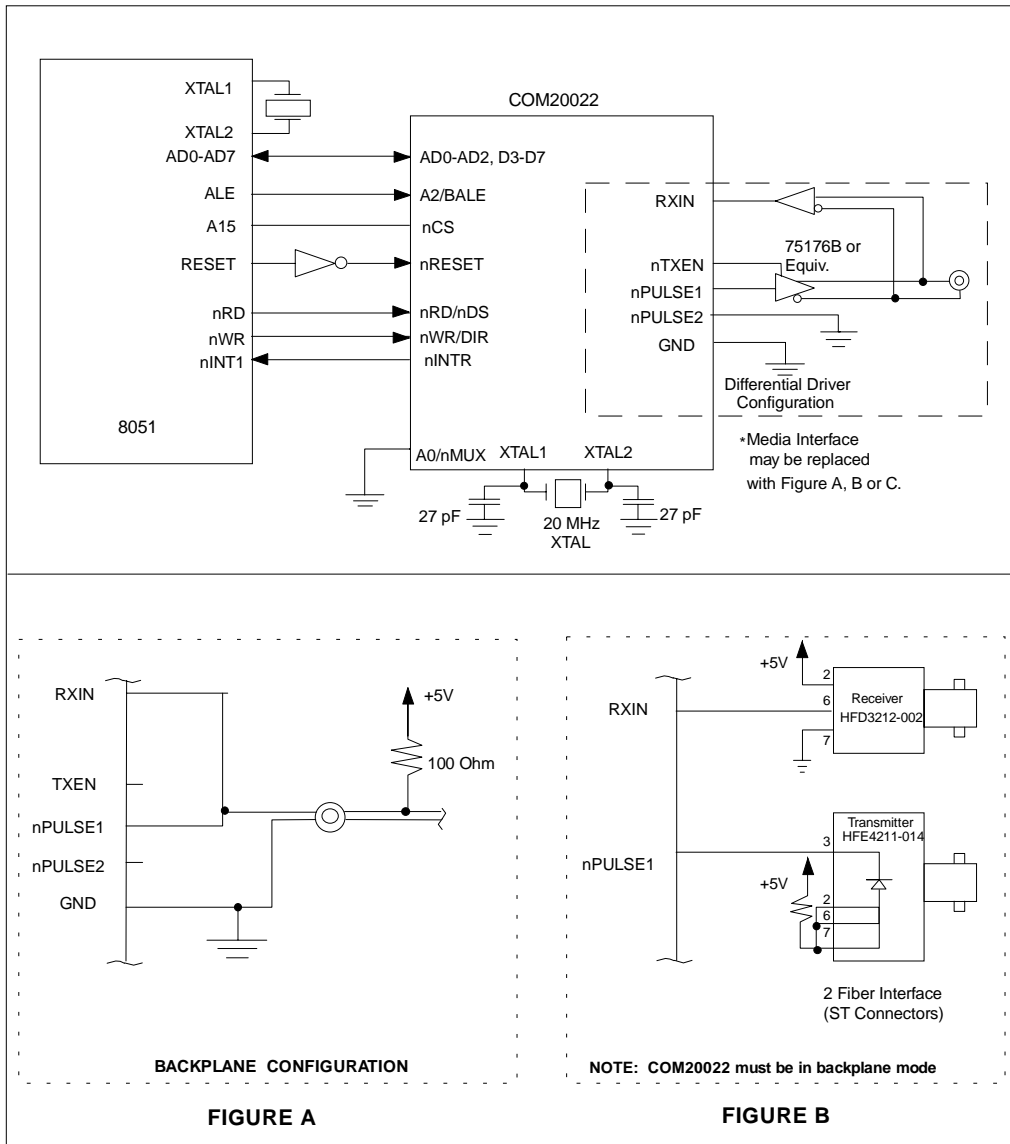 COM20022
XTAL1
XTAL2
AD0-AD7
ALE
A15
RESET
nRD
nWR
nINT1
8051
AD0-AD2, D3-D7
A2/BALE
nCS
nRESET
nRD/nDS
nWR/DIR
nINTR
A0/nMUX
XTAL1
XTAL2
27 pF
20 MHz
XTAL
27 pF
RXIN
nTXEN
nPULSE1
nPULSE2
GND
75176B or
Equiv.
Differential Driver
Configuration
*Media Interface
may be replaced
with Figure A, B or C.
RXIN
TXEN
nPULSE1
nPULSE2
GND
+5V
100 Ohm
BACKPLANE CONFIGURATION
FIGURE A
RXIN
nPULSE1
+5V
2
6
7
Receiver
HFD3212-002
Transmitter
HFE4211-014
3
+5V
2
6
7
2 Fiber Interface
(ST Connectors)
NOTE: COM20022 must be in backplane mode
FIGURE B